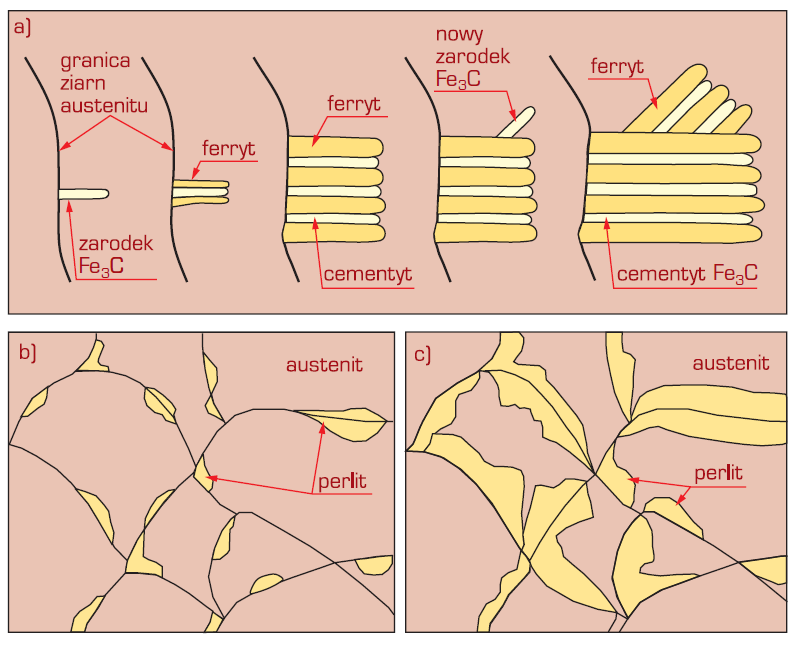 a)
granica
ziarn
austenitu
zarodek
Fe₃C
ferryt
ferryt
cementyt
nowy
zarodek
Fe₃C
ferryt
cementyt Fe₃C
b)
austenit
perlit
c)
austenit
perlit